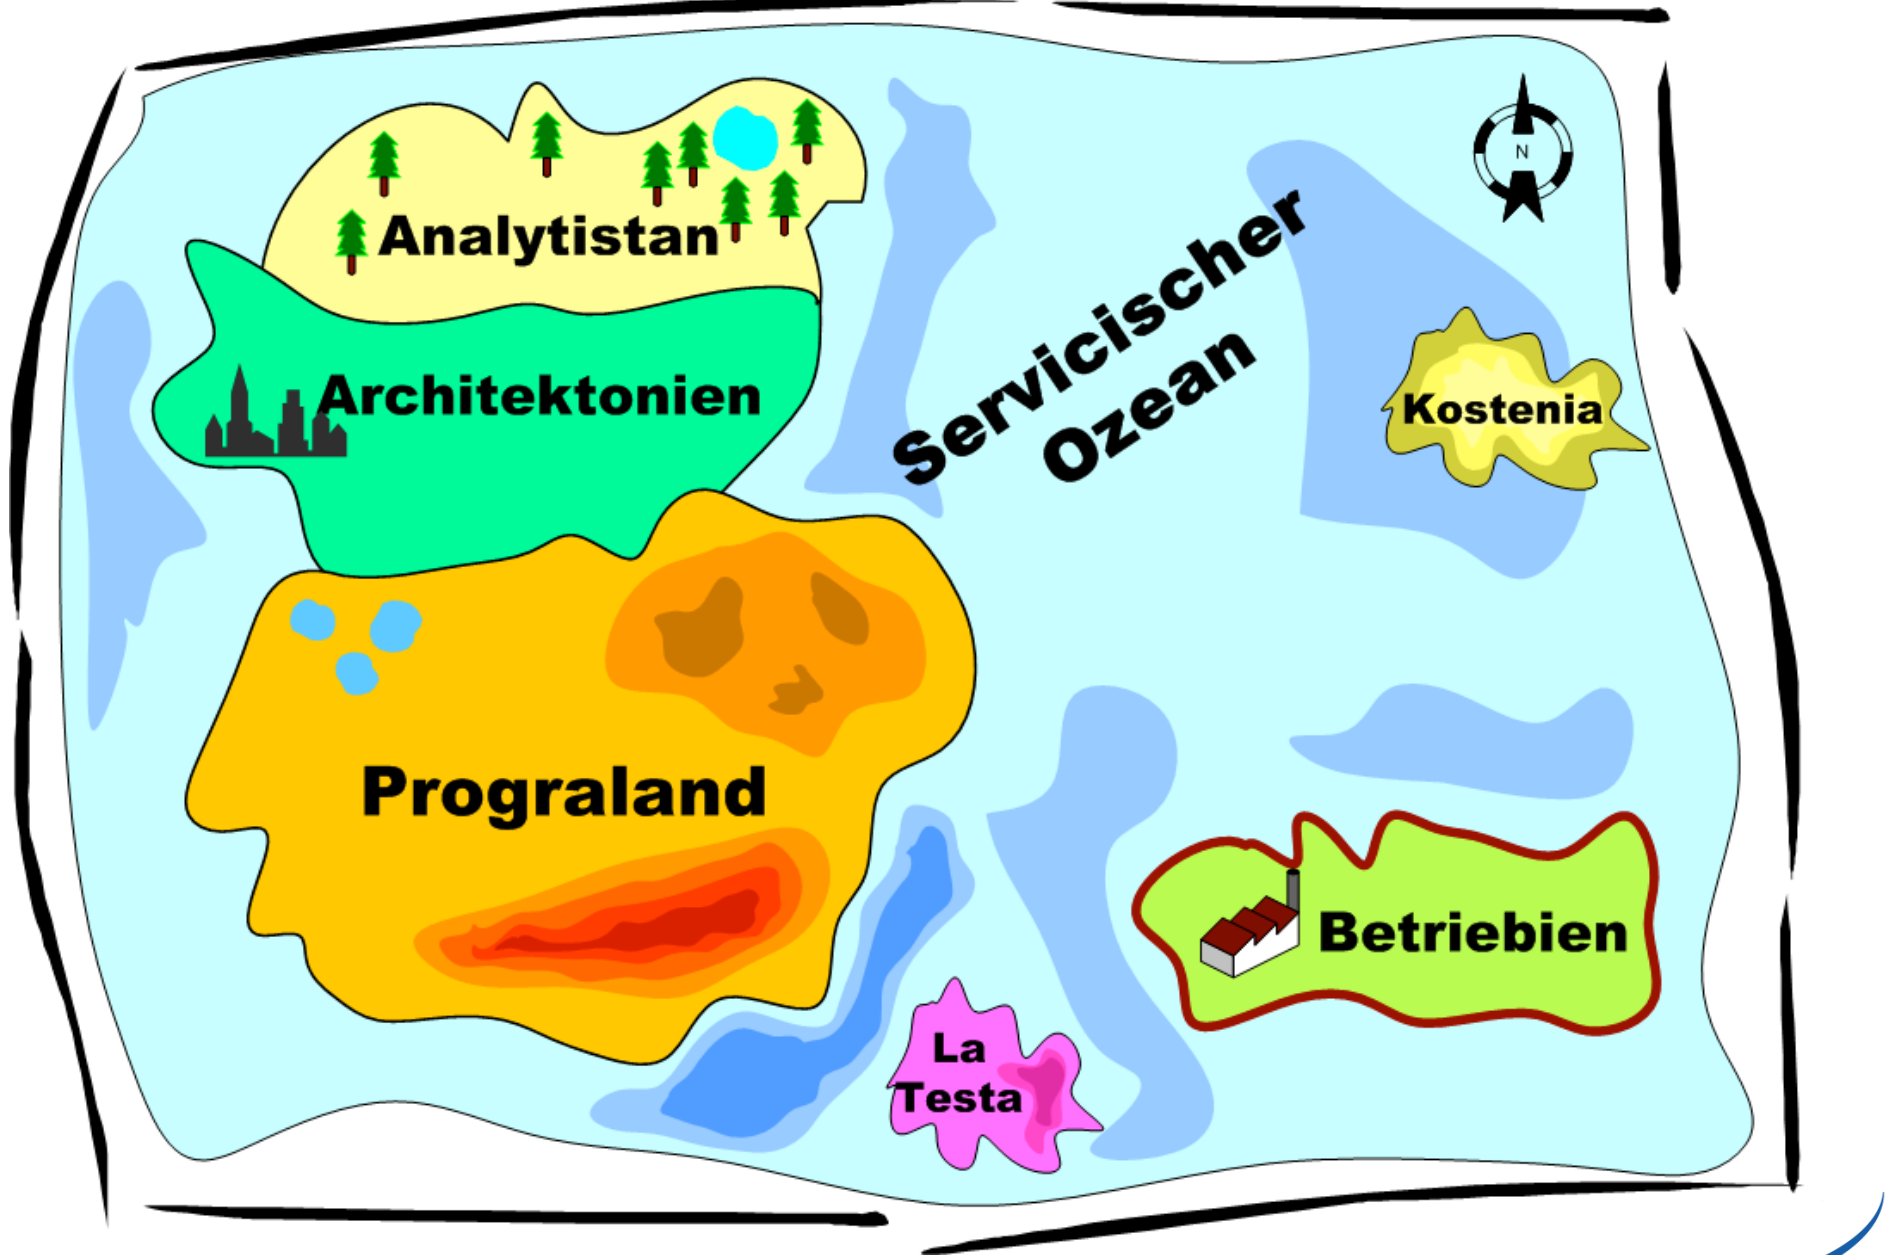 N
Analytistan
Servicischer
Ozean
Architektonien
Kostenia
Prograland
Betriebien
La
Testa